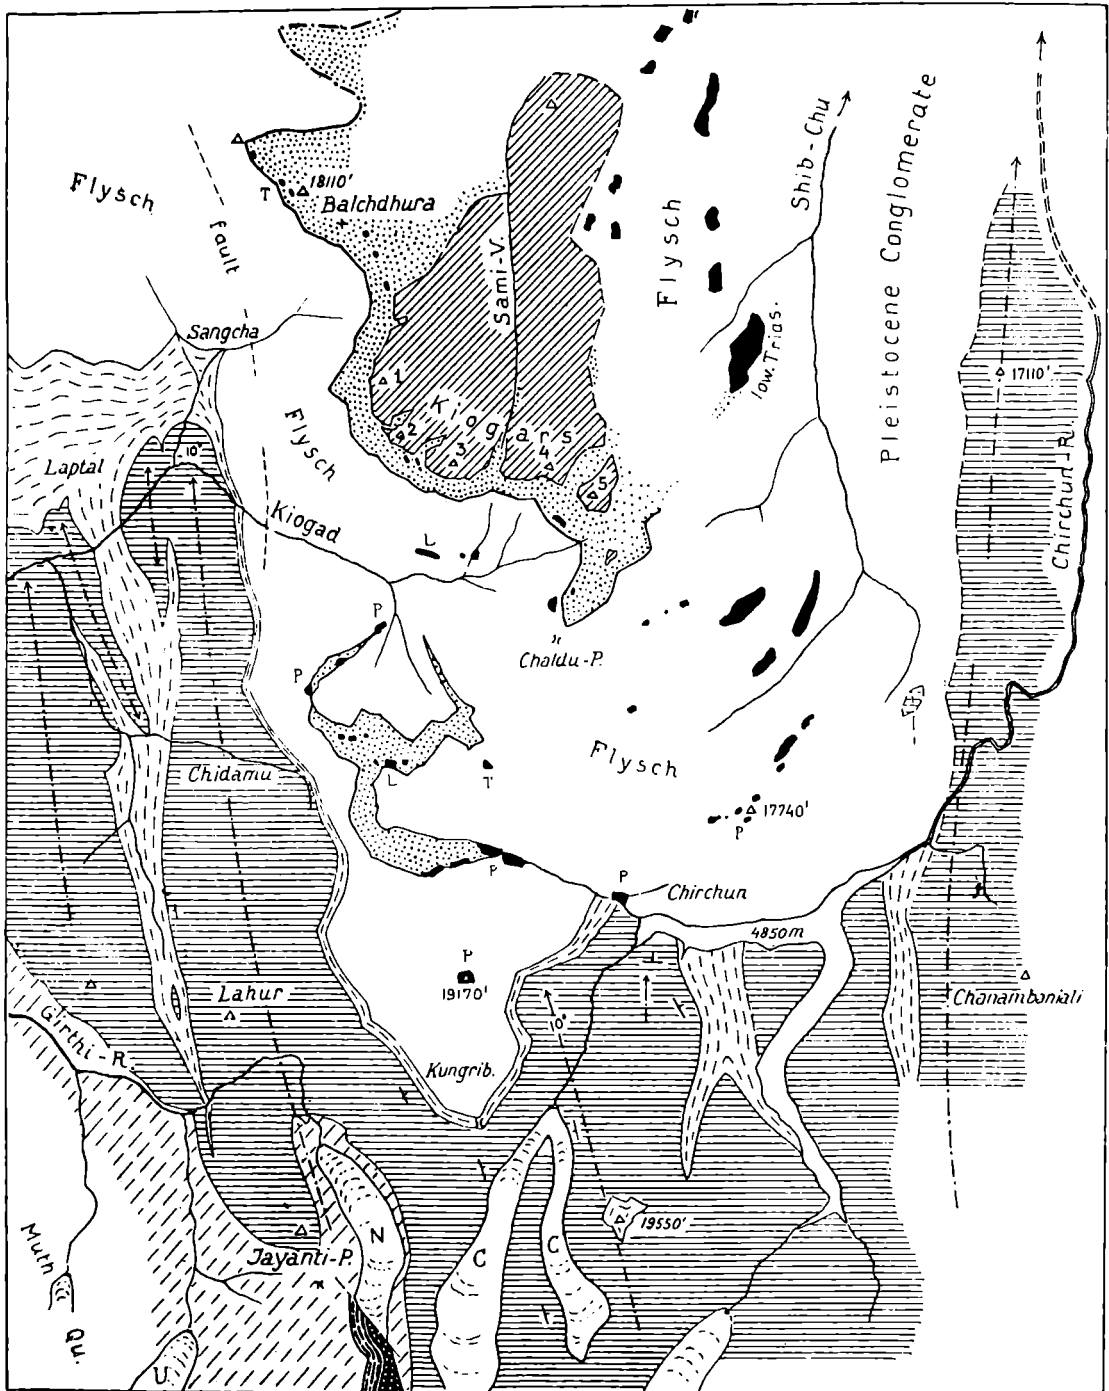 Flysch
fault
T
18110'
Balchdhura
Sami-V.
Flysch
Shib-Chu
Pleistocene Conglomerate
17110'
Chirchun-R.
low. Trias.
Sangcha
Flysch
1
2
3
4
5
Kiogars
Laptal
10°
Kiogad
L
P
P
Chaldu-P.
Flysch
Chidamu
L
T
17740'
P
P
P
Chirchun
4850m
P
19170'
Lahur
Girthi-R.
10°
Chanambaniali
Kungrib.
Muth Qu.
Jayanti-P.
N
C
C
19550'
U